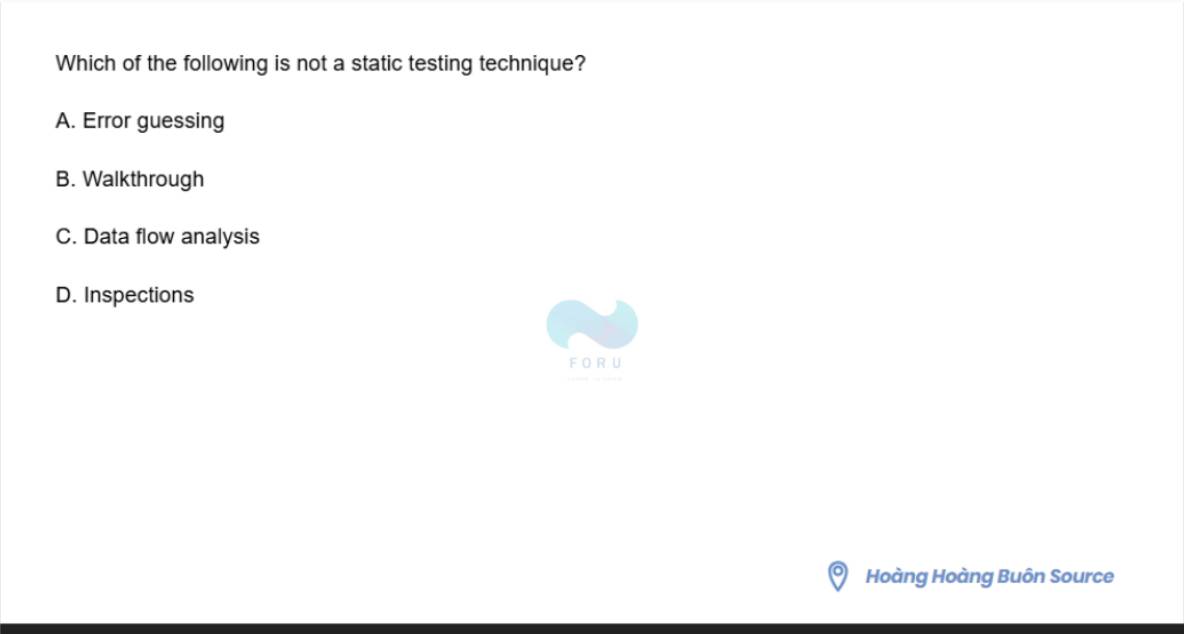 Which of the following is not a static testing technique?
A. Error guessing
B. Walkthrough
C. Data flow analysis
D. Inspections
FORU
Hoàng Hoàng Buôn Source